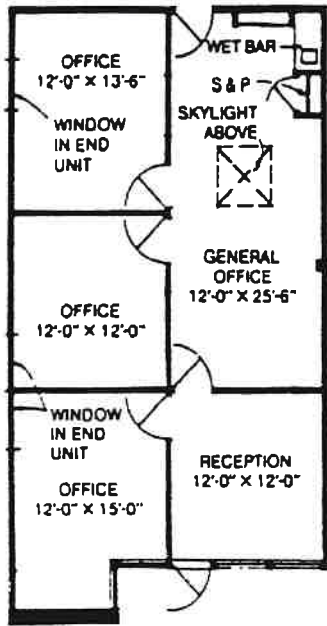 OFFICE
12'-0" X 13'-6"
WINDOW
IN END
UNIT
WET BAR
S & P
SKYLIGHT
ABOVE
GENERAL
OFFICE
12'-0" X 25'-6"
OFFICE
12'-0" X 12'-0"
WINDOW
IN END
UNIT
OFFICE
12'-0" X 15'-0"
RECEPTION
12'-0" X 12'-0"